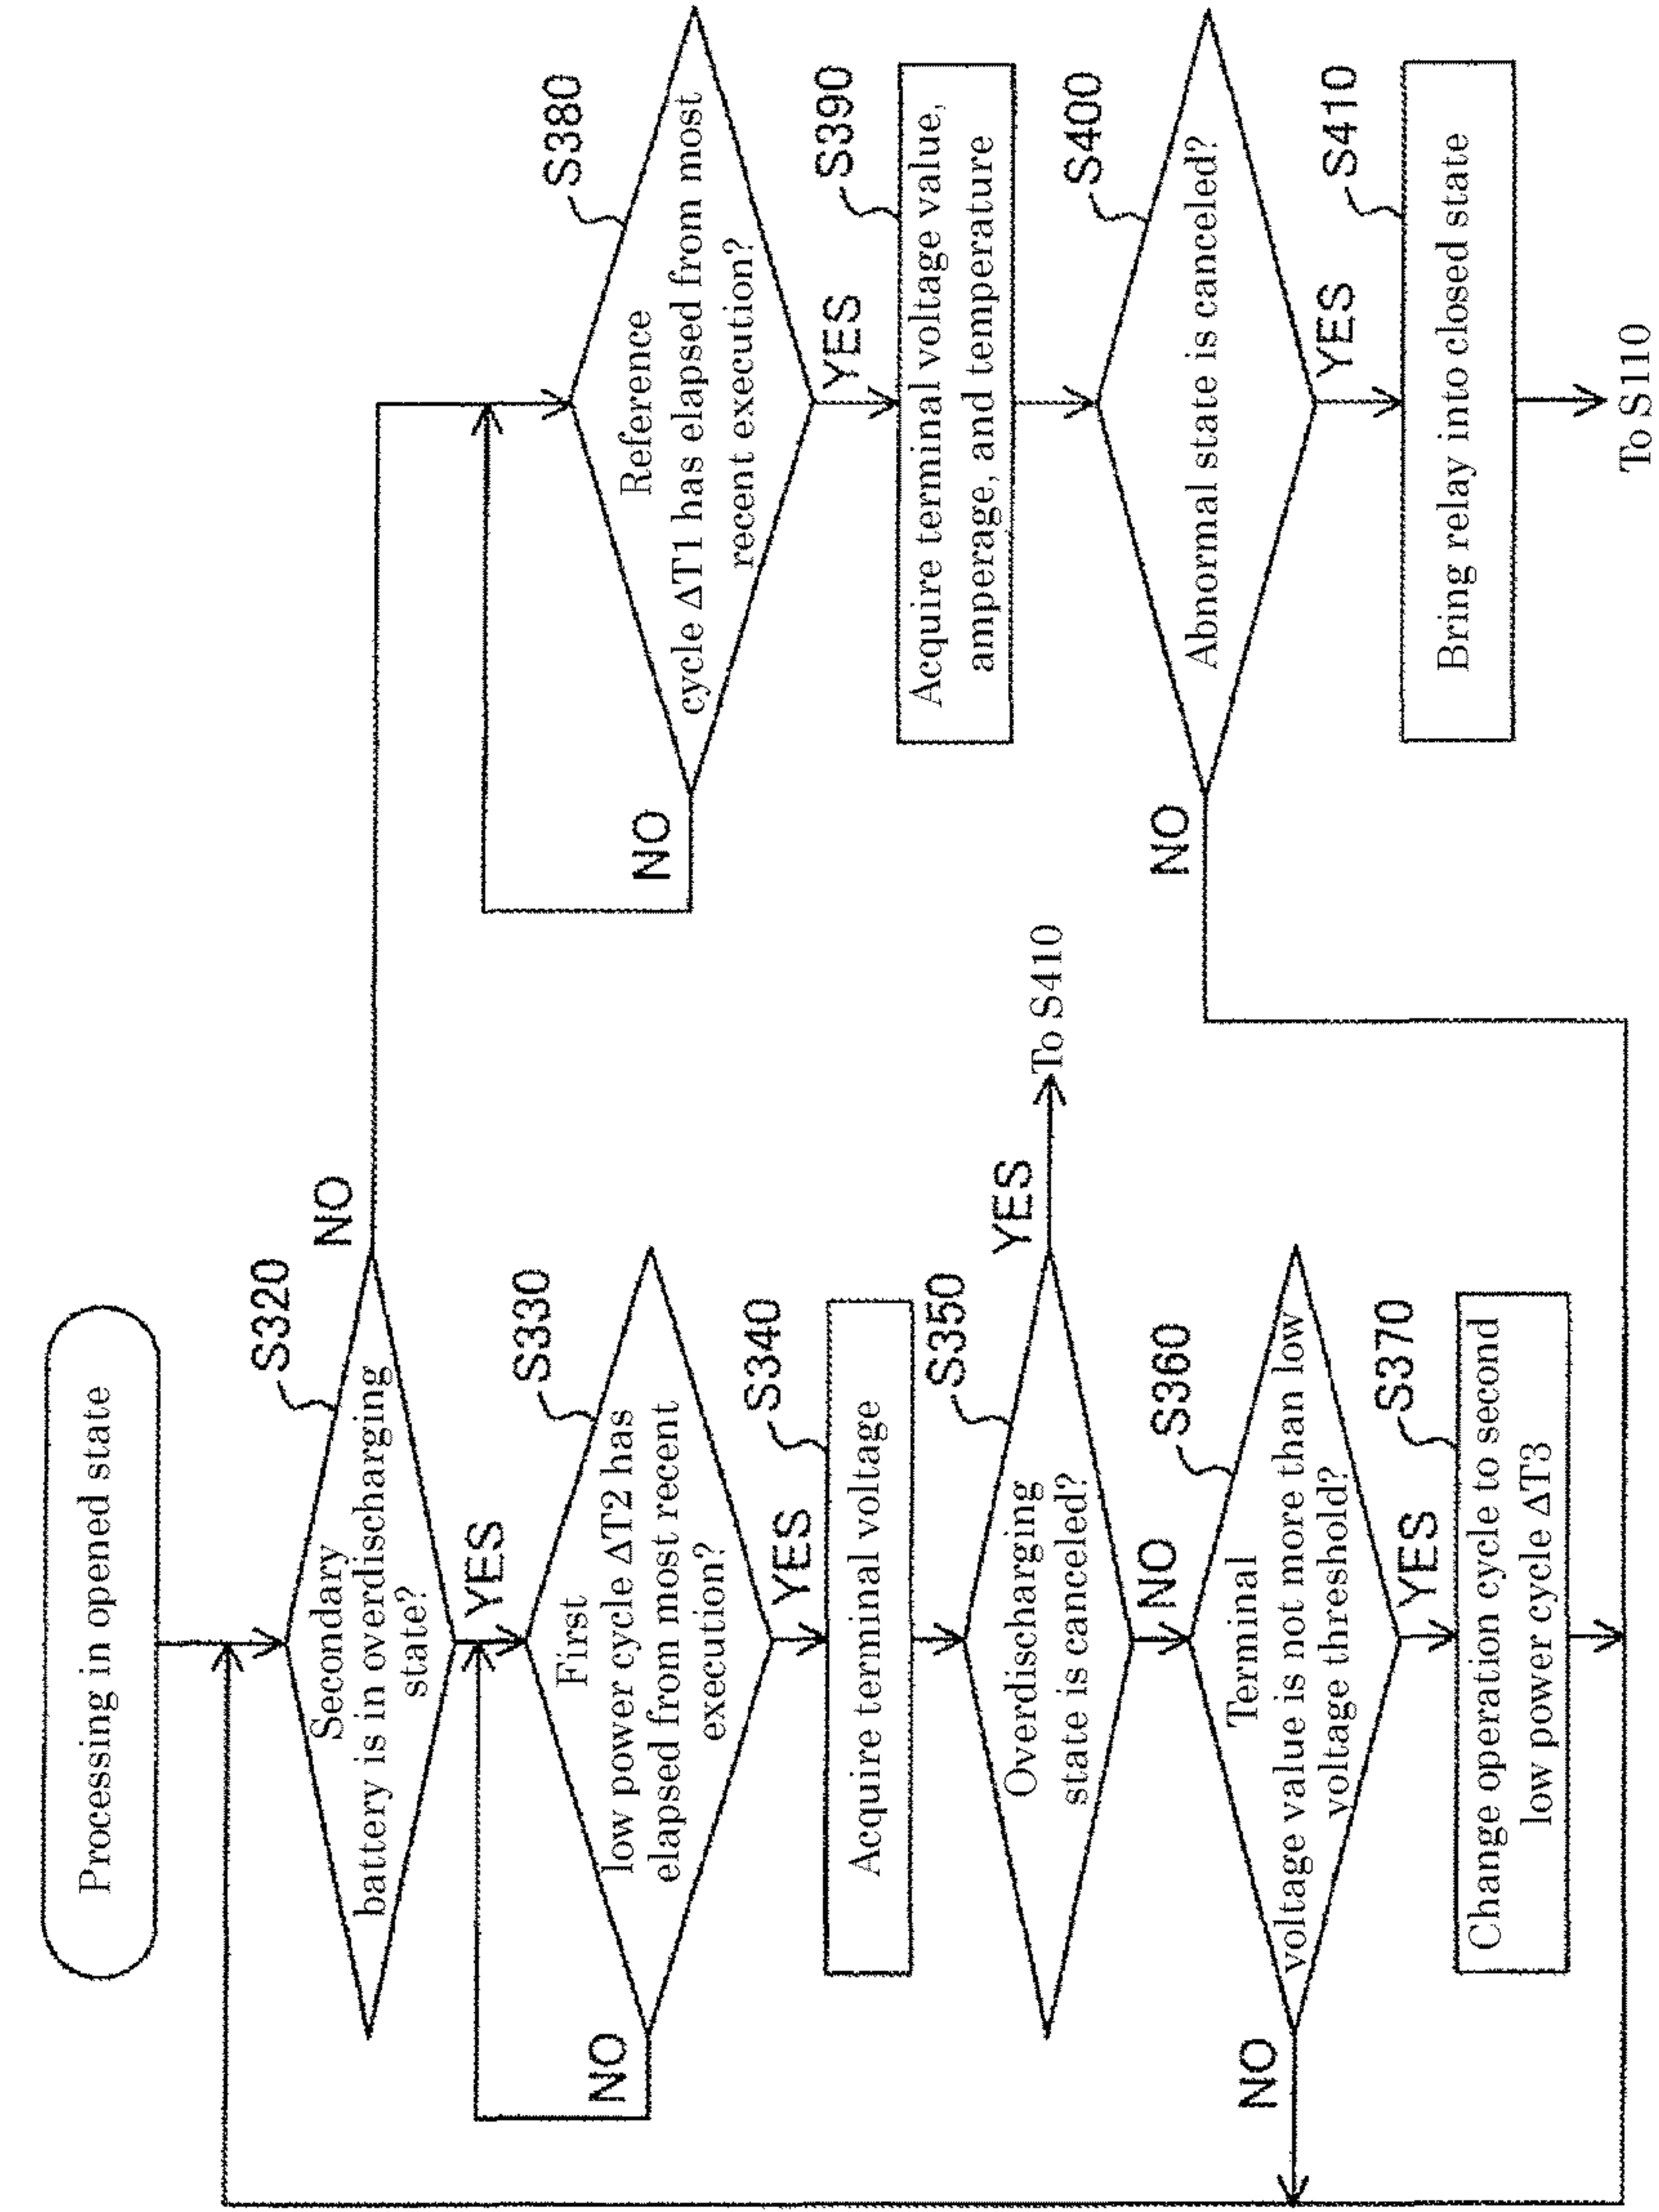 Processing in opened state
S320
Secondary
battery is in overdischarging
state?
NO
YES
S330
First
low power cycle ΔT2 has
elapsed from most recent
execution?
NO
YES
S340
Acquire terminal voltage
S350
Overdischarging
state is canceled?
YES
To S410
NO
S360
Terminal
voltage value is not more than low
voltage threshold?
NO
YES
S370
Change operation cycle to second
low power cycle ΔT3
S380
Reference
cycle ΔT1 has elapsed from most
recent execution?
NO
YES
S390
Acquire terminal voltage value,
amperage, and temperature
S400
Abnormal state is canceled?
NO
YES
S410
Bring relay into closed state
To S110